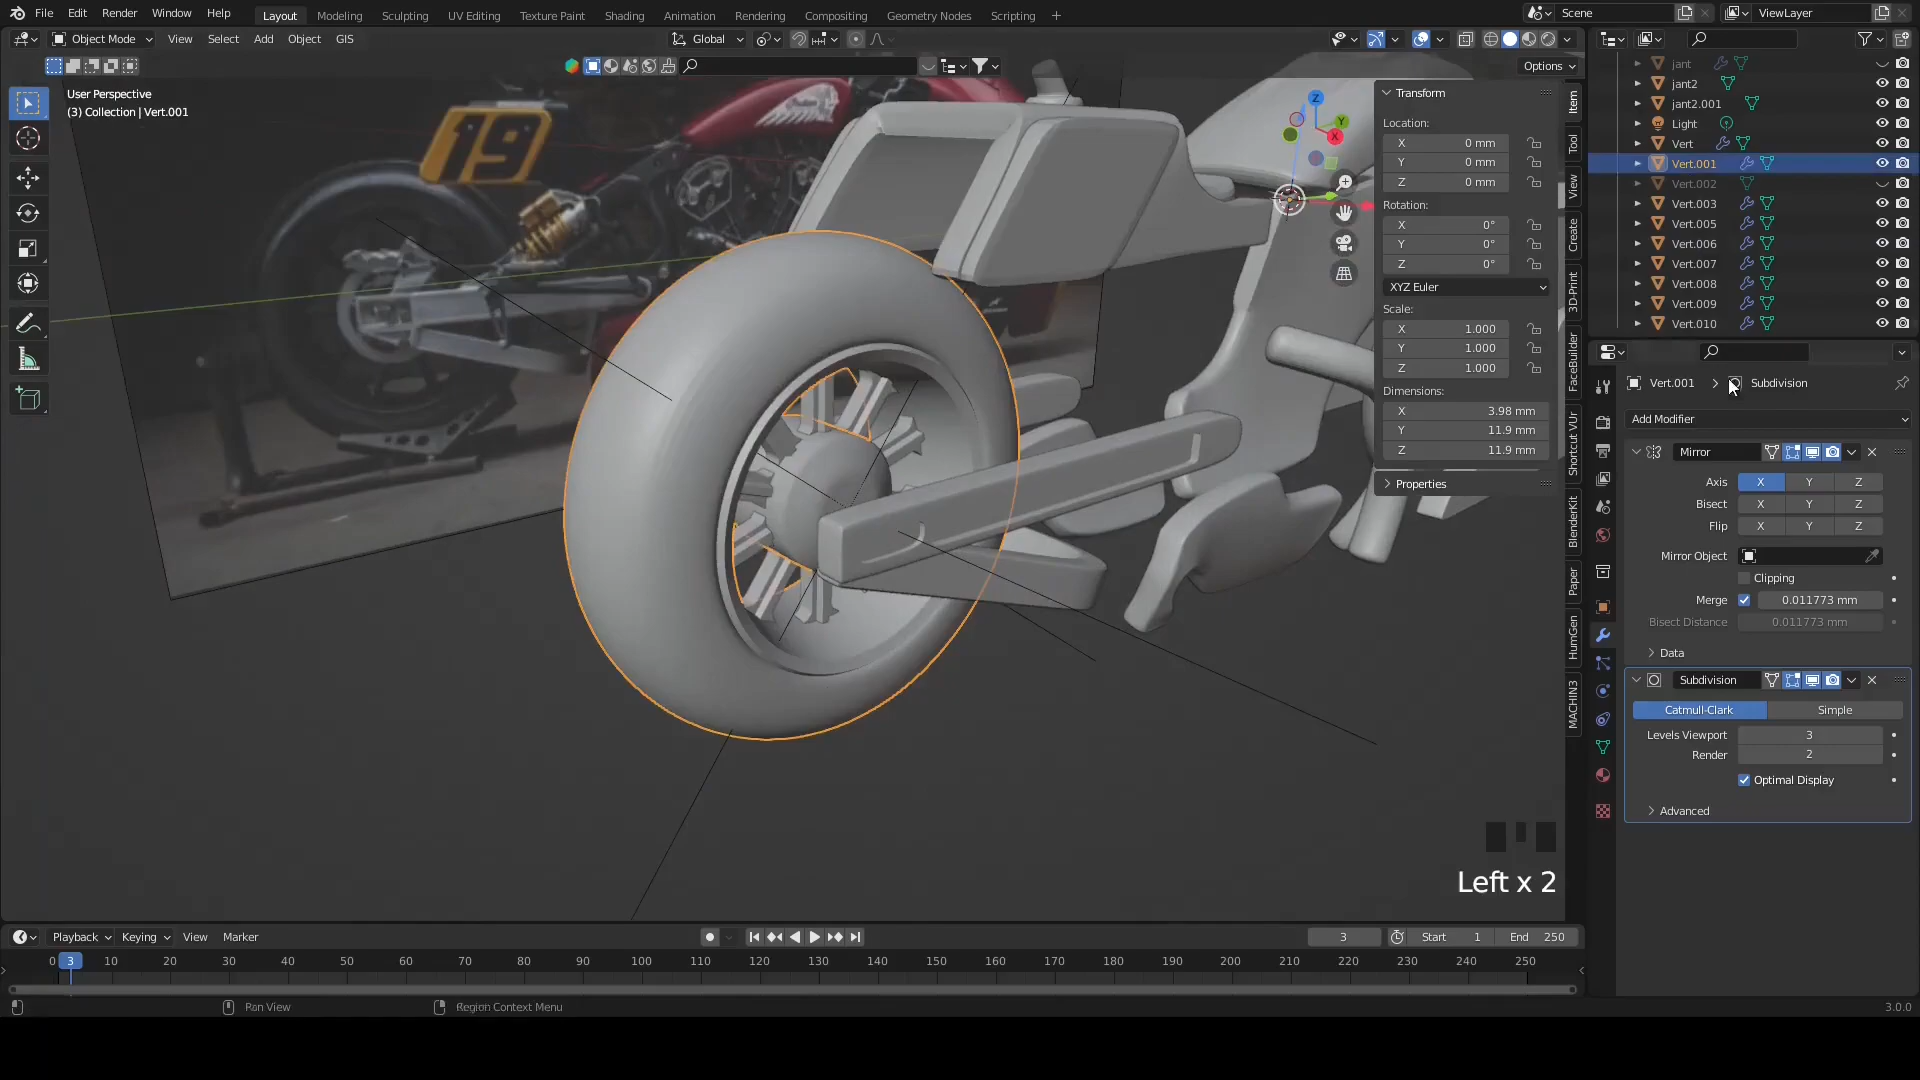 File Edit Render Window Help Layout Modeling Sculpting UV Editing Texture Paint Shading Animation Rendering Compositing Geometry Nodes Scripting + Scene ViewLayer
Object Mode View Select Add Object GIS Global
Options
User Perspective
(3) Collection | Vert.001
19
Transform
Location:
X 0 mm
Y 0 mm
Z 0 mm
Rotation:
X 0°
Y 0°
Z 0°
XYZ Euler
Scale:
X 1.000
Y 1.000
Z 1.000
Dimensions:
X 3.98 mm
Y 11.9 mm
Z 11.9 mm
Properties
Z
Y
X
Item
Tool
View
Create
3D-Print
FaceBuilder
Shortcut VUr
BlenderKit
Paper
HumGen
MACHIN3
jant
jant2
jant2.001
Light
Vert
Vert.001
Vert.002
Vert.003
Vert.005
Vert.006
Vert.007
Vert.008
Vert.009
Vert.010
Vert.001 Subdivision
Add Modifier
Mirror
Axis X Y Z
Bisect X Y Z
Flip X Y Z
Mirror Object
Clipping
Merge 0.011773 mm
Bisect Distance 0.011773 mm
Data
Subdivision
Catmull-Clark Simple
Levels Viewport 3
Render 2
Optimal Display
Advanced
Left x 2
Playback Keying View Marker 3 Start 1 End 250
0 3 10 20 30 40 50 60 70 80 90 100 110 120 130 140 150 160 170 180 190 200 210 220 230 240 250
Pan View Region Context Menu 3.0.0